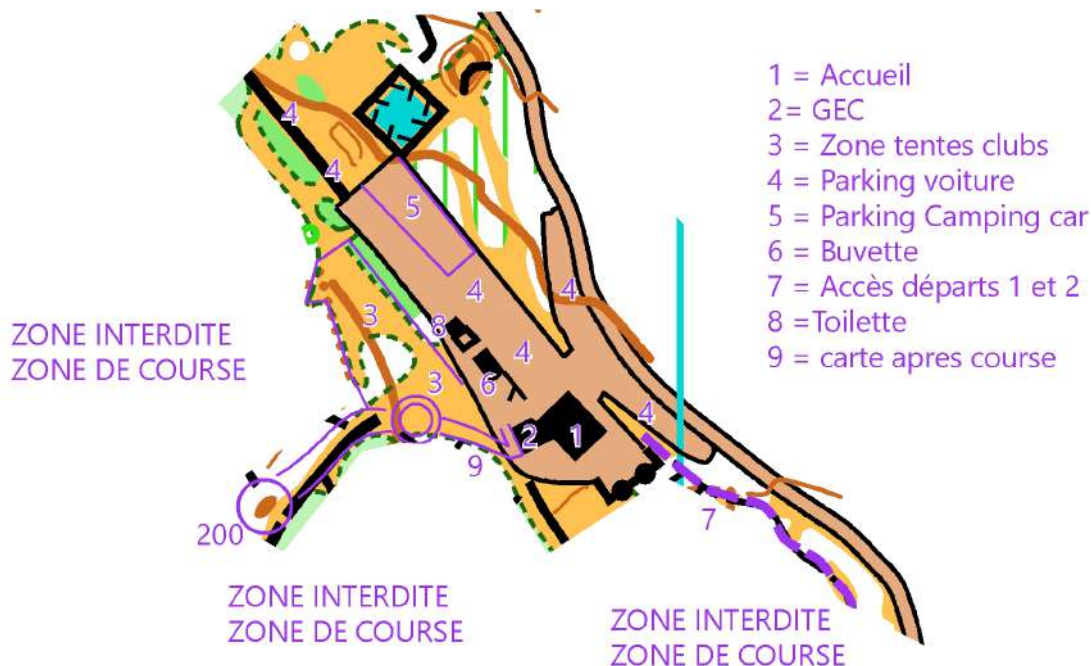 1 = Accueil
2= GEC
3 = Zone tentes clubs
4 = Parking voiture
5 = Parking Camping car
6 = Buvette
7 = Accès départs 1 et 2
8 =Toilette
9 = carte apres course
4
4
5
4
4
3
8
4
3
6
4
2
1
9
7
200
ZONE INTERDITE
ZONE DE COURSE
ZONE INTERDITE
ZONE DE COURSE
ZONE INTERDITE
ZONE DE COURSE